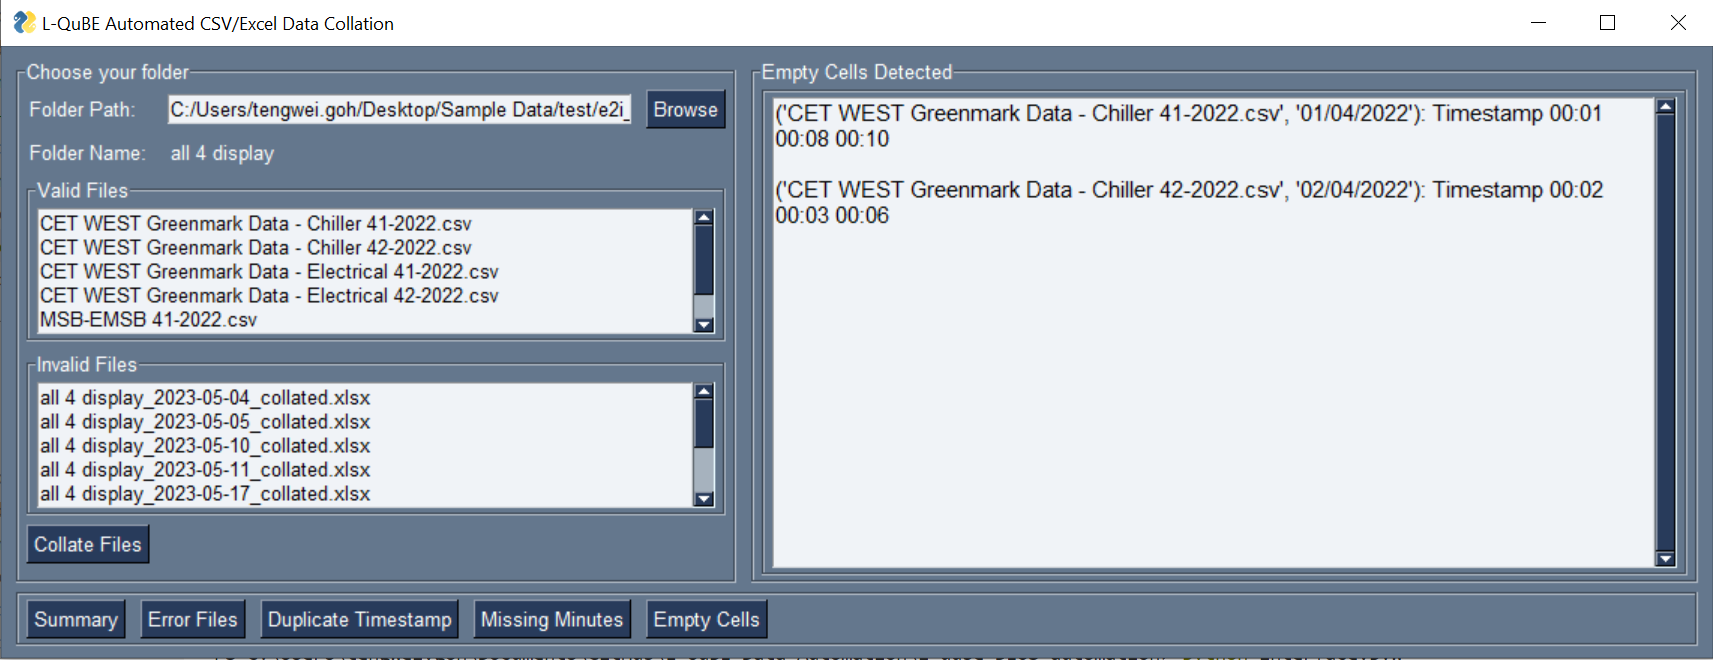 L-QuBE Automated CSV/Excel Data Collation
Choose your folder
Folder Path: C:/Users/tengwei.goh/Desktop/Sample Data/test/e2i_ Browse
Folder Name: all 4 display
Valid Files
CET WEST Greenmark Data - Chiller 41-2022.csv
CET WEST Greenmark Data - Chiller 42-2022.csv
CET WEST Greenmark Data - Electrical 41-2022.csv
CET WEST Greenmark Data - Electrical 42-2022.csv
MSB-EMSB 41-2022.csv
Invalid Files
all 4 display_2023-05-04_collated.xlsx
all 4 display_2023-05-05_collated.xlsx
all 4 display_2023-05-10_collated.xlsx
all 4 display_2023-05-11_collated.xlsx
all 4 display_2023-05-17_collated.xlsx
Collate Files
Empty Cells Detected
('CET WEST Greenmark Data - Chiller 41-2022.csv', '01/04/2022'): Timestamp 00:01
00:08 00:10
('CET WEST Greenmark Data - Chiller 42-2022.csv', '02/04/2022'): Timestamp 00:02
00:03 00:06
Summary Error Files Duplicate Timestamp Missing Minutes Empty Cells